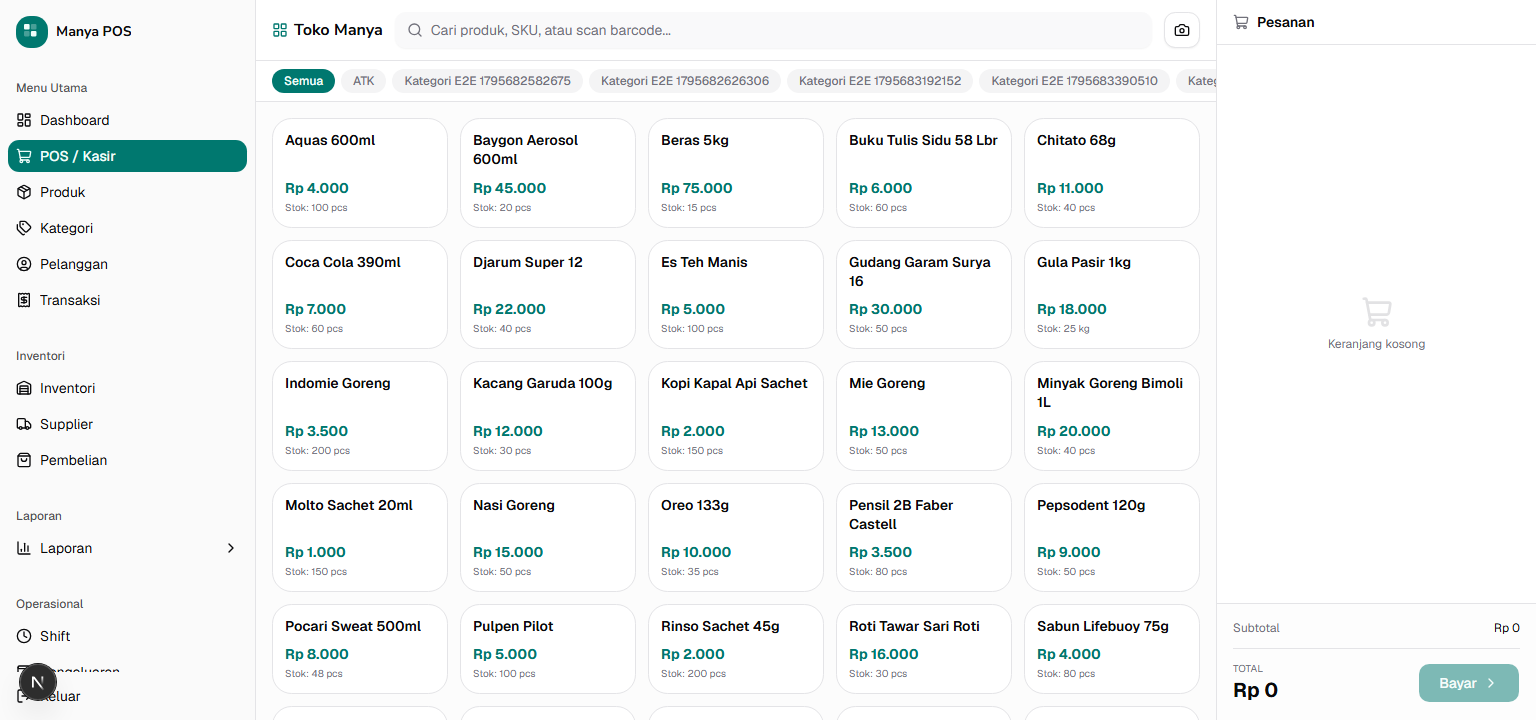 Manya POS
Menu Utama
Dashboard
POS / Kasir
Produk
Kategori
Pelanggan
Transaksi
Inventori
Inventori
Supplier
Pembelian
Laporan
Laporan
Operasional
Shift
N
Toko Manya
Cari produk, SKU, atau scan barcode...
Semua
ATK
Kategori E2E 1795682582675
Kategori E2E 1795682626306
Kategori E2E 1795683192152
Kategori E2E 1795683390510
Aquas 600ml
Rp 4.000
Stok: 100 pcs
Baygon Aerosol
600ml
Rp 45.000
Stok: 20 pcs
Beras 5kg
Rp 75.000
Stok: 15 pcs
Buku Tulis Sidu 58 Lbr
Rp 6.000
Stok: 60 pcs
Chitato 68g
Rp 11.000
Stok: 40 pcs
Coca Cola 390ml
Rp 7.000
Stok: 60 pcs
Djarum Super 12
Rp 22.000
Stok: 40 pcs
Es Teh Manis
Rp 5.000
Stok: 100 pcs
Gudang Garam Surya
16
Rp 30.000
Stok: 50 pcs
Gula Pasir 1kg
Rp 18.000
Stok: 25 kg
Indomie Goreng
Rp 3.500
Stok: 200 pcs
Kacang Garuda 100g
Rp 12.000
Stok: 30 pcs
Kopi Kapal Api Sachet
Rp 2.000
Stok: 150 pcs
Mie Goreng
Rp 13.000
Stok: 50 pcs
Minyak Goreng Bimoli
1L
Rp 20.000
Stok: 40 pcs
Molto Sachet 20ml
Rp 1.000
Stok: 150 pcs
Nasi Goreng
Rp 15.000
Stok: 50 pcs
Oreo 133g
Rp 10.000
Stok: 35 pcs
Pensil 2B Faber
Castell
Rp 3.500
Stok: 80 pcs
Pepsodent 120g
Rp 9.000
Stok: 50 pcs
Pocari Sweat 500ml
Rp 8.000
Stok: 48 pcs
Pulpen Pilot
Rp 5.000
Stok: 100 pcs
Rinso Sachet 45g
Rp 2.000
Stok: 200 pcs
Roti Tawar Sari Roti
Rp 16.000
Stok: 30 pcs
Sabun Lifebuoy 75g
Rp 4.000
Stok: 80 pcs
Pesanan
Keranjang kosong
Subtotal
Rp 0
TOTAL
Rp 0
Bayar